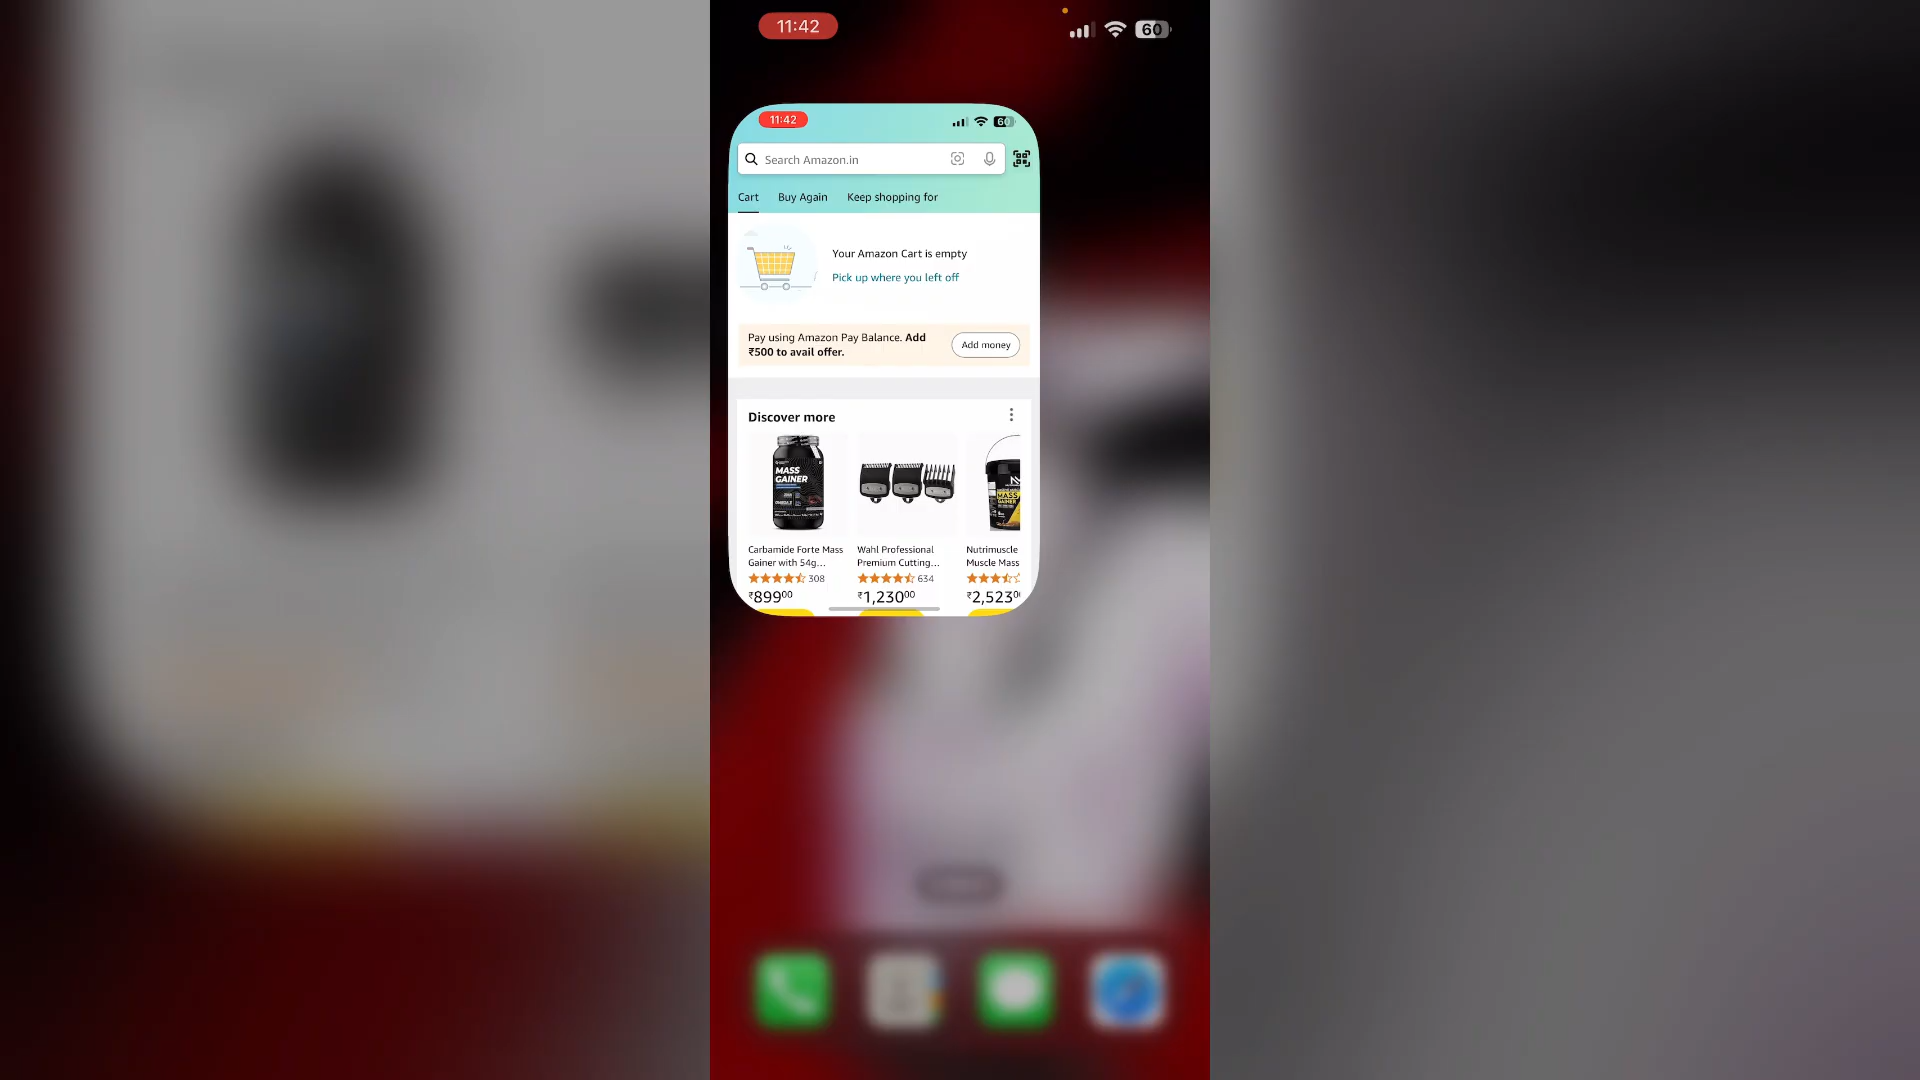 11:42
60
11:42
60
Search Amazon.in
Cart Buy Again Keep shopping for
Your Amazon Cart is empty
Pick up where you left off
Pay using Amazon Pay Balance. Add
₹500 to avail offer.
Add money
Discover more
MASS
GAINER
MASS
GAINER
Carbamide Forte Mass
Gainer with 54g...
308
₹899⁰⁰
Wahl Professional
Premium Cutting...
634
₹1,230⁰⁰
Nutrimuscle
Muscle Mass
₹2,523⁰